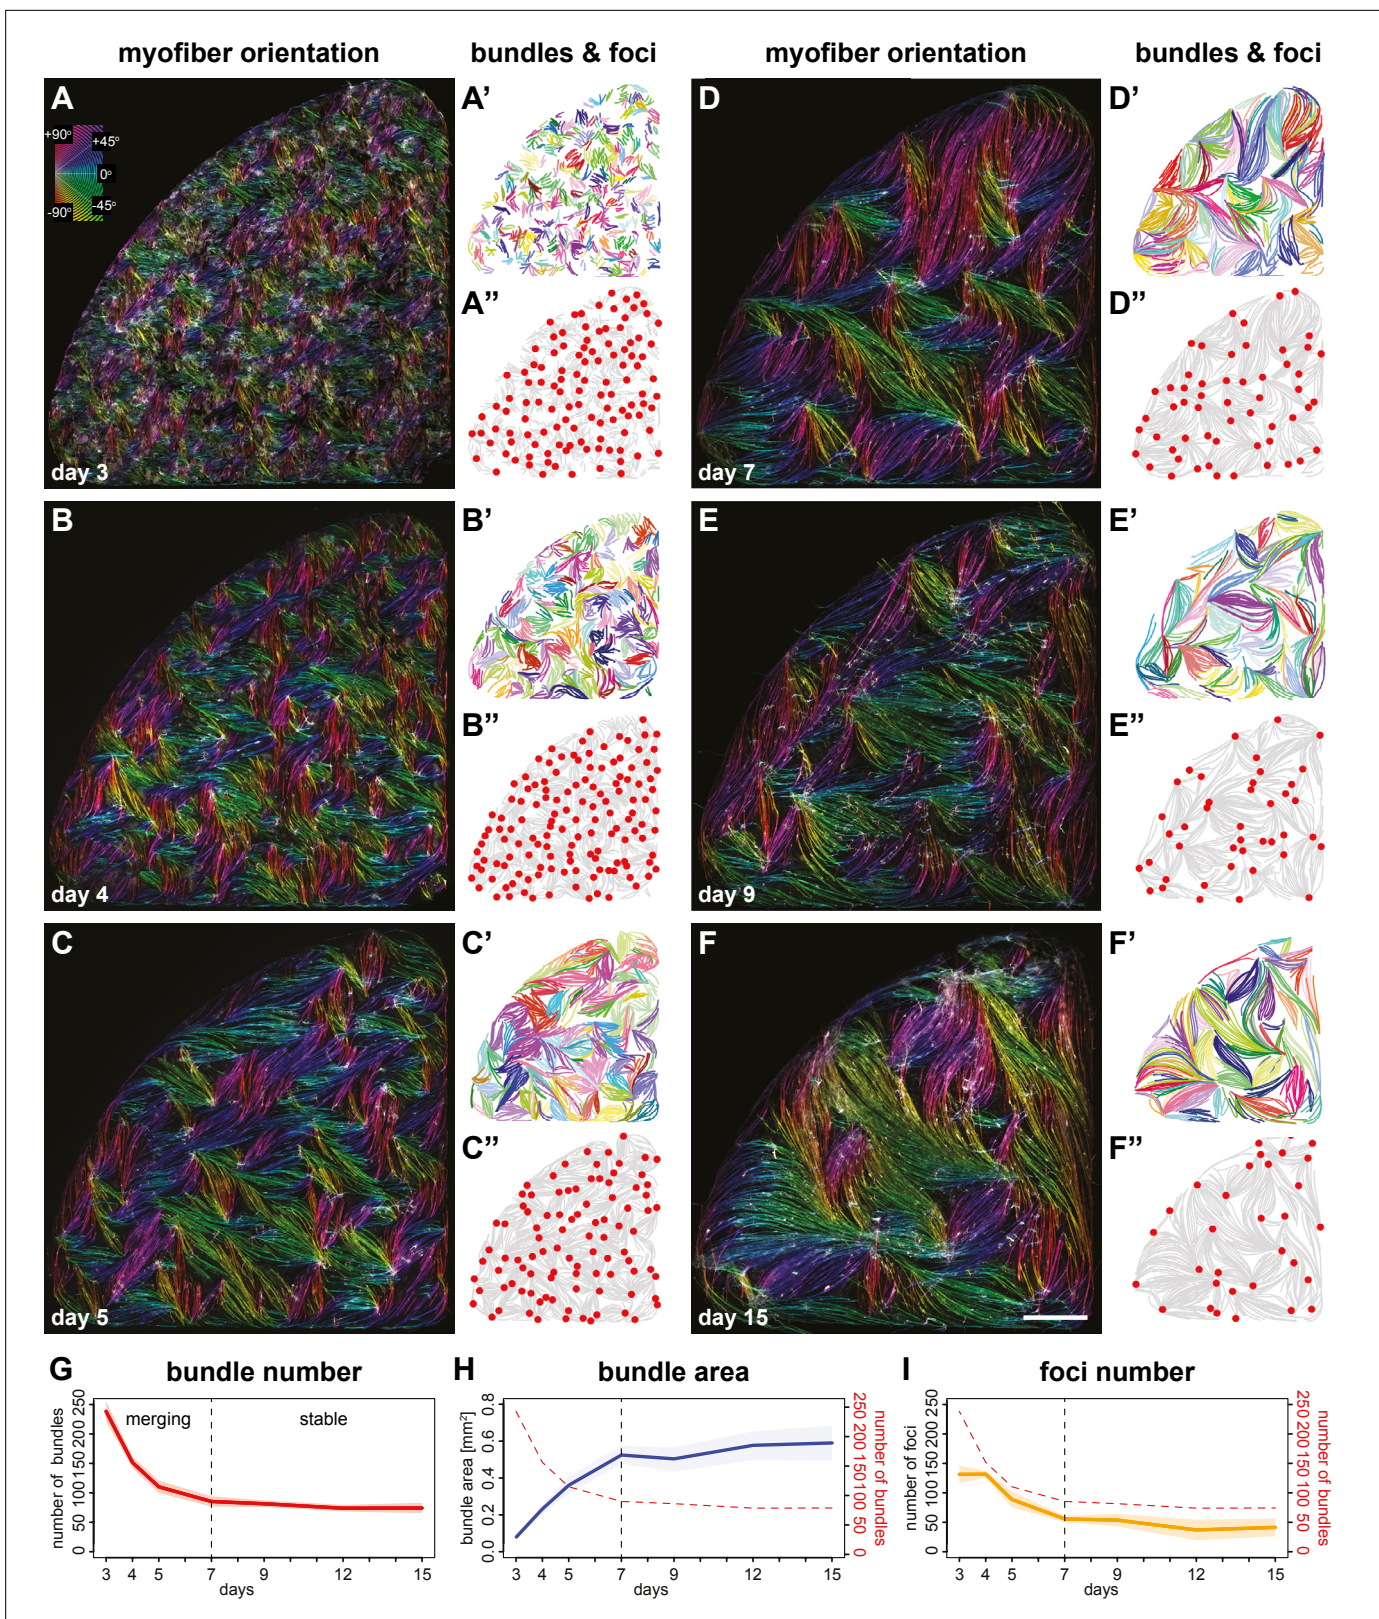 myofiber orientation
bundles & foci
myofiber orientation
bundles & foci
A
+90°
+45°
0°
-45°
-90°
day 3
A’
A’’
D
day 7
D’
D’’
B
day 4
B’
B’’
E
day 9
E’
E’’
C
day 5
C’
C’’
F
day 15
F’
F’’
G
bundle number
number of bundles
250
200
150
100
50
0
merging
stable
3 4 5 7 9 12 15
days
H
bundle area
bundle area [mm²]
0.8
0.6
0.4
0.2
0.0
250
200
150
100
50
0
number of bundles
3 4 5 7 9 12 15
days
I
foci number
number of foci
250
200
150
100
50
0
250
200
150
100
50
0
number of bundles
3 4 5 7 9 12 15
days